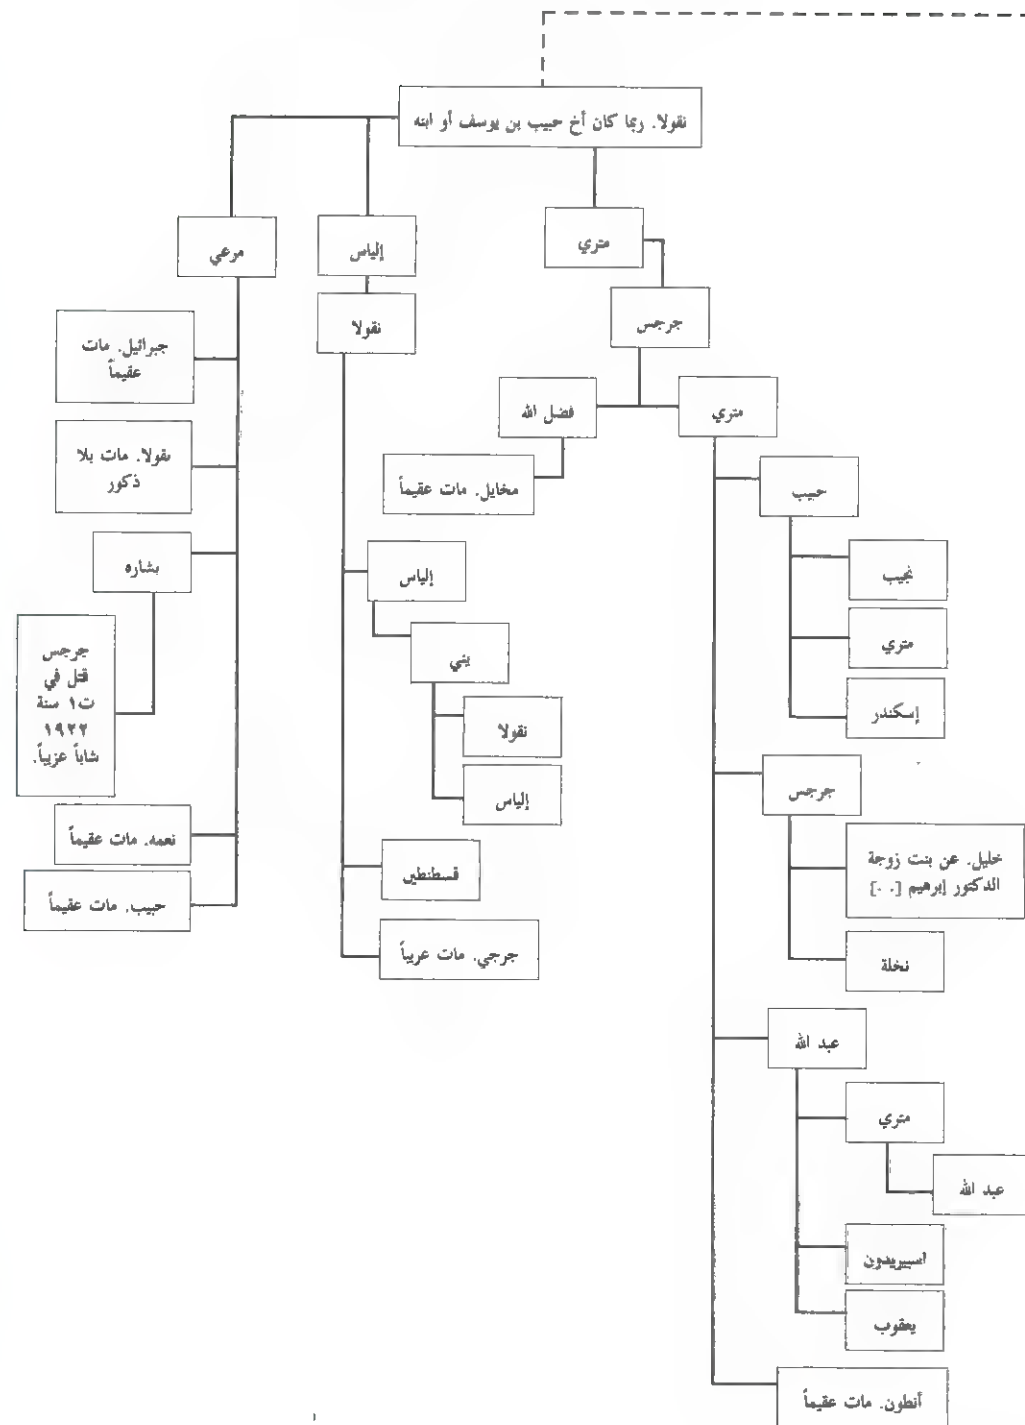 نقولا. ربما كان أخ حبيب بن يوسف أو ابنه
متري
جرجس
متري
حبيب
نجيب
متري
إسكندر
جرجس
خليل. عن بنت زوجة
الدكتور إبرهيم [..]
نخلة
عبد الله
متري
عبد الله
اسبيريدون
يعقوب
أنطون. مات عقيماً
فضل الله
مخايل. مات عقيماً
إلياس
نقولا
إلياس
يني
نقولا
إلياس
قسطنطين
جرجي. مات عزيباً
مرعي
جبرائيل. مات
عقيماً
نقولا. مات بلا
ذكور
بشاره
جرجس
قتل في
ت١ سنة
١٩٢٢
شاباً عزيباً.
نعمه. مات عقيماً
حبيب. مات عقيماً